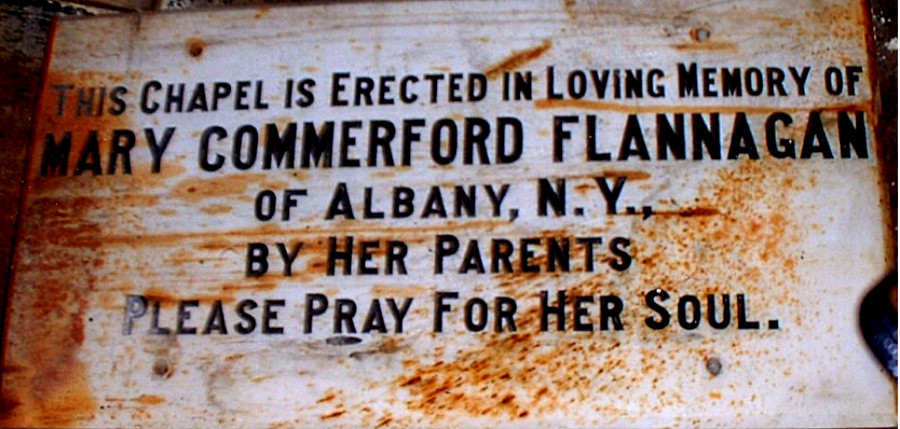 THIS CHAPEL IS ERECTED IN LOVING MEMORY OF
MARY COMMERFORD FLANNAGAN
OF ALBANY, N.Y.,
BY HER PARENTS
PLEASE PRAY FOR HER SOUL.